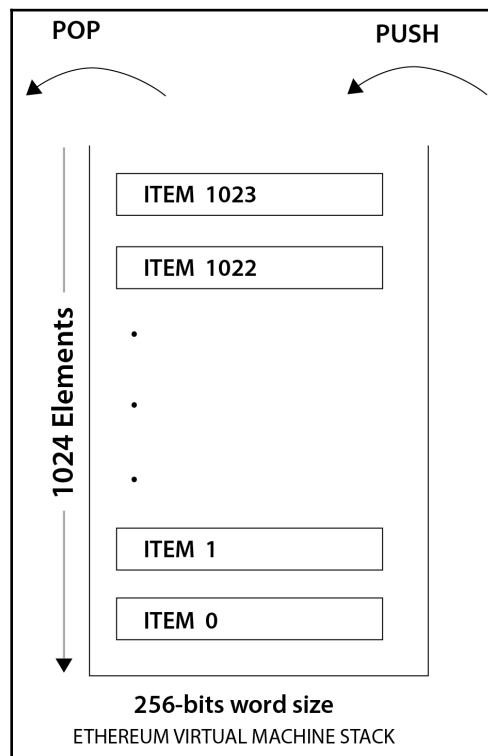 POP
PUSH
ITEM 1023
ITEM 1022
1024 Elements
ITEM 1
ITEM 0
256-bits word size
ETHEREUM VIRTUAL MACHINE STACK